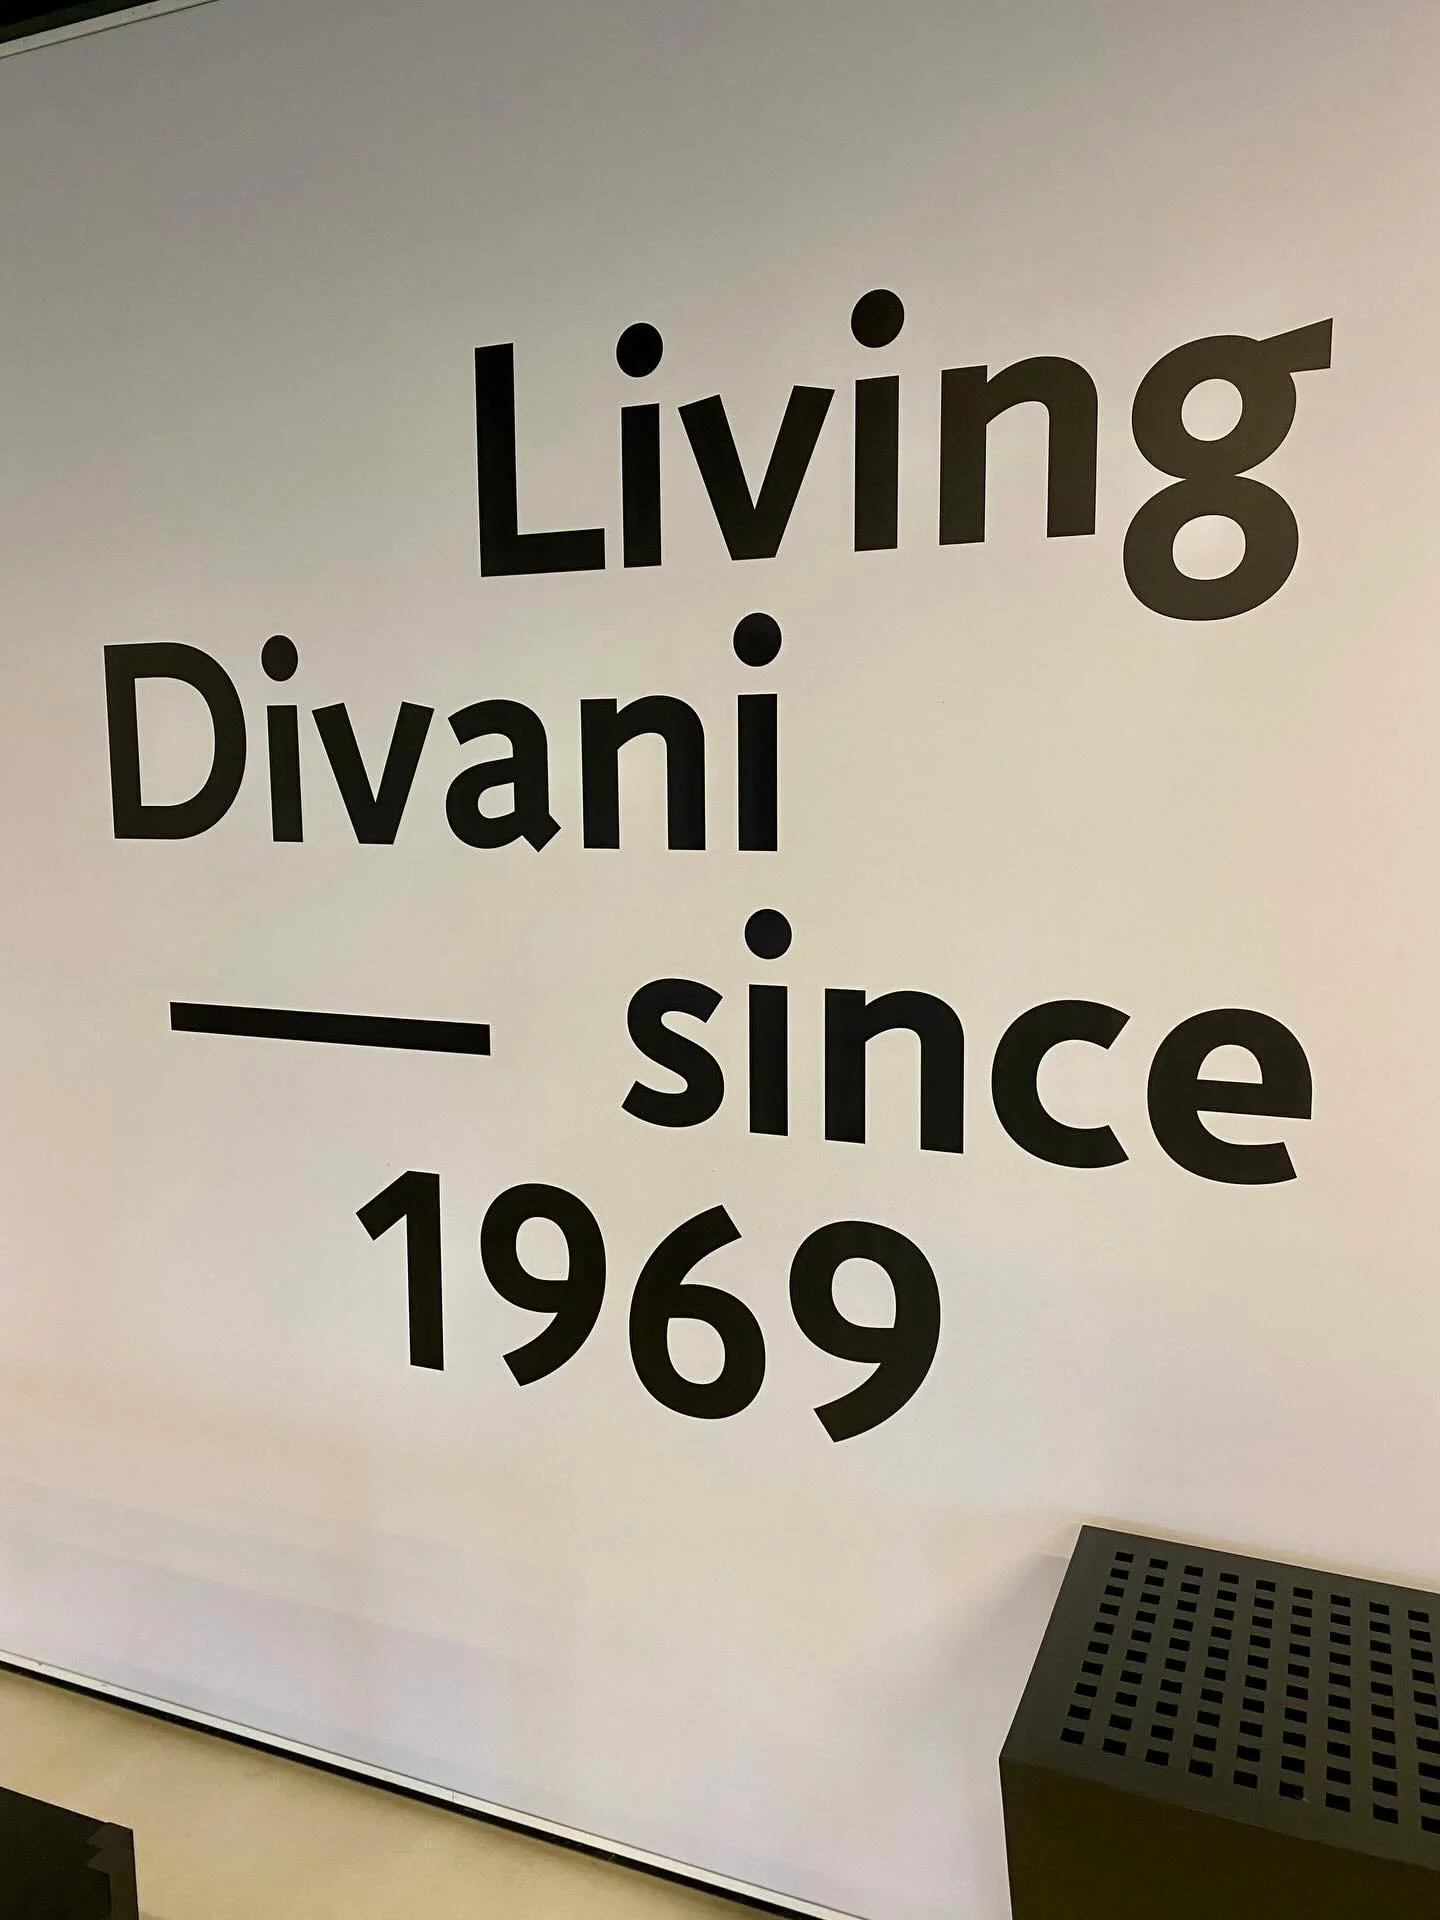 Living
Divani
— since
1969